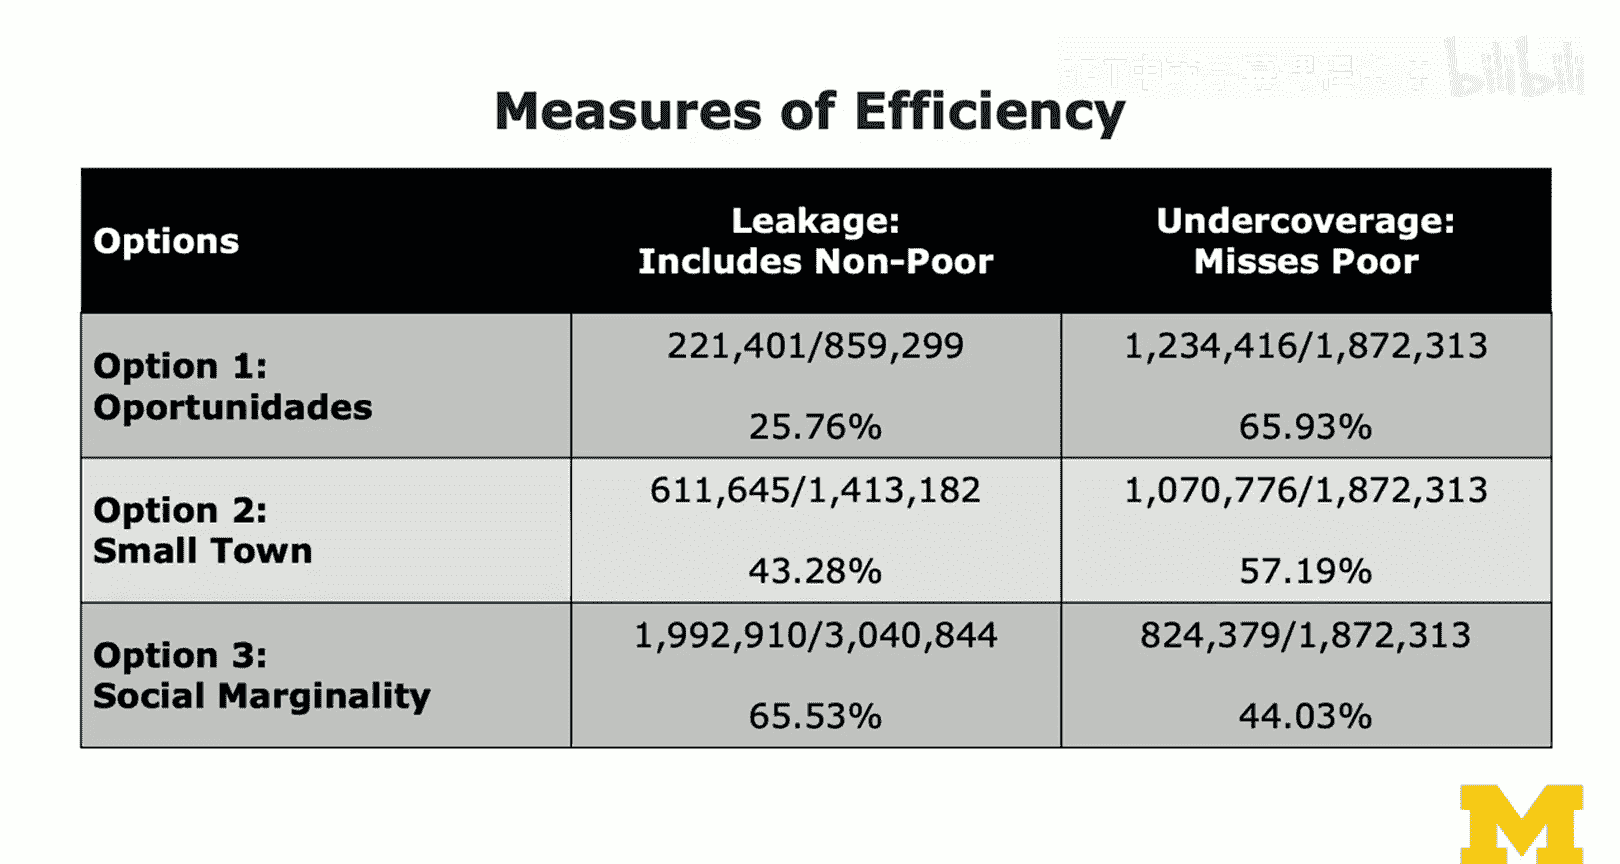 bilibili
Measures of Efficiency
Options
Leakage:
Includes Non-Poor
Undercoverage:
Misses Poor
Option 1:
Oportunidades
221,401/859,299
25.76%
1,234,416/1,872,313
65.93%
Option 2:
Small Town
611,645/1,413,182
43.28%
1,070,776/1,872,313
57.19%
Option 3:
Social Marginality
1,992,910/3,040,844
65.53%
824,379/1,872,313
44.03%
M